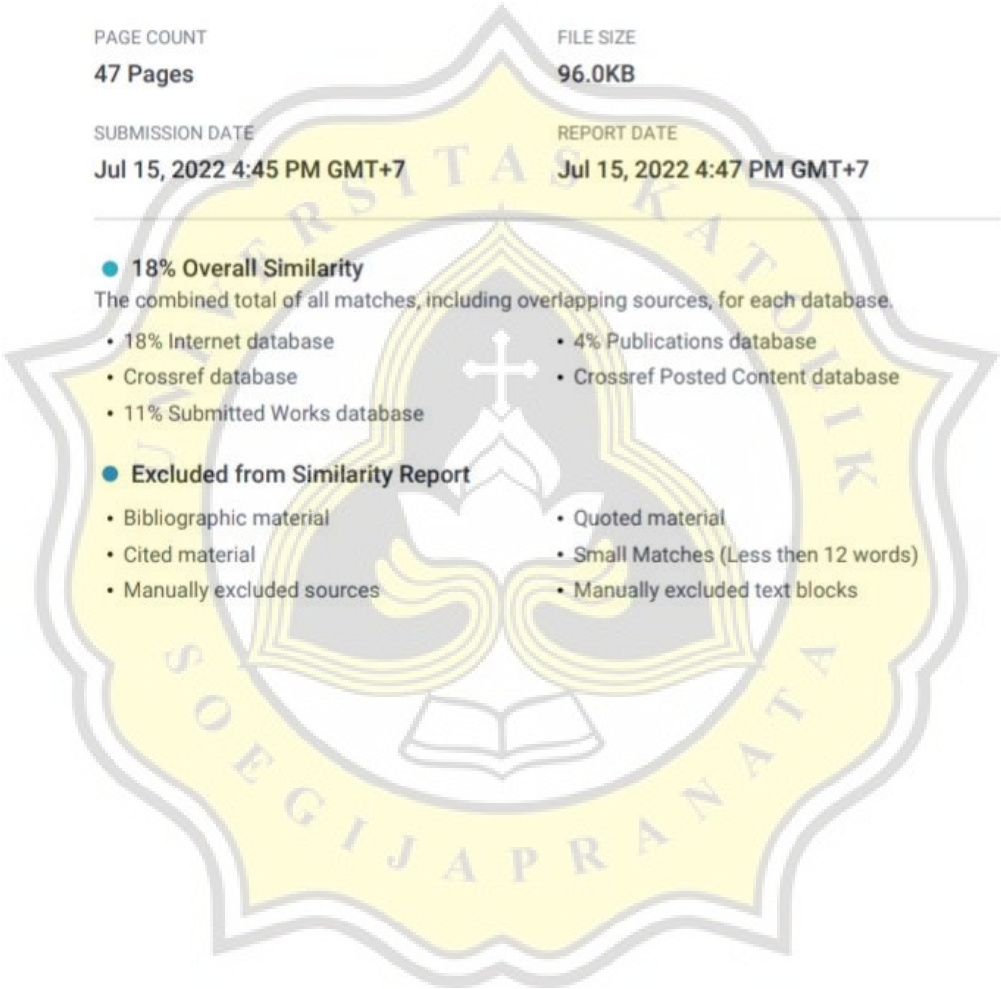 PAGE COUNT
47 Pages
FILE SIZE
96.0KB
SUBMISSION DATE
Jul 15, 2022 4:45 PM GMT+7
REPORT DATE
Jul 15, 2022 4:47 PM GMT+7
18% Overall Similarity
The combined total of all matches, including overlapping sources, for each database.
• 18% Internet database
• 4% Publications database
• Crossref database
• Crossref Posted Content database
• 11% Submitted Works database
Excluded from Similarity Report
• Bibliographic material
• Quoted material
• Cited material
• Small Matches (Less then 12 words)
• Manually excluded sources
• Manually excluded text blocks
UNIVERSITAS KATOLIK
SOEGIJAPRANATA